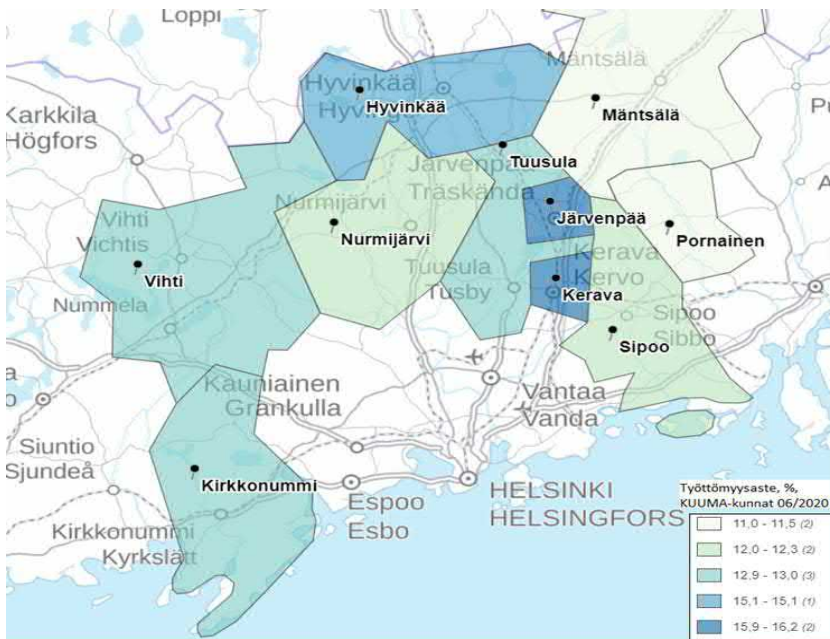 Loppi
Karkkila
Högfors
Hyvinkää
Hyvinkää
Mäntsälä
Mäntsälä
Tuusula
Träskända
Järvenpää
Nurmijärvi
Nurmijärvi
Pornainen
Vihti
Vichtis
Vihti
Kerava
Kervo
Kerava
Tuusula
Tusby
Nummela
Sipoo
Sibbo
Sipoo
Kauniainen
Grankulla
Vantaa
Vanda
Siuntio
Sjundeå
Kirkkonummi
Espoo
Esbo
HELSINKI
HELSINGFORS
Kirkkonummi
Kyrkslätt
Työttömyysaste, %,
KUUMA-kunnat 06/2020
11,0 - 11,5 (2)
12,0 - 12,3 (2)
12,9 - 13,0 (3)
15,1 - 15,1 (1)
15,9 - 16,2 (2)